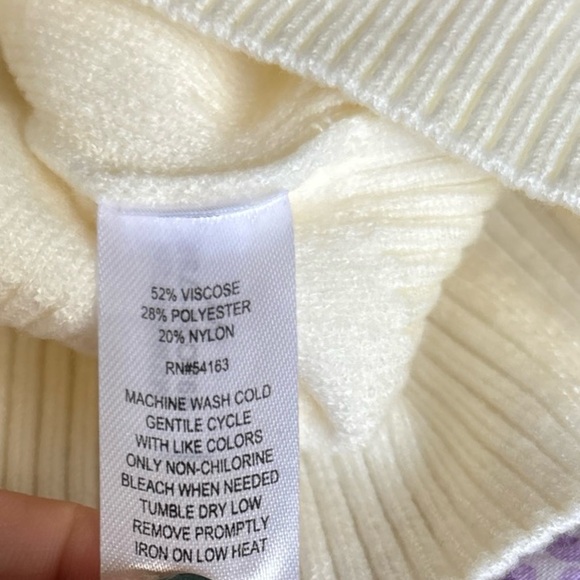 52% VISCOSE
28% POLYESTER
20% NYLON
RN#54163
MACHINE WASH COLD
GENTILE CYCLE
WITH LIKE COLORS
ONLY NON-CHILORINE
BLEACH WHEN NEEDED
TUMBLE DRY LOW
REMOVE PROMPTLY
IRON ON LOW HEAT